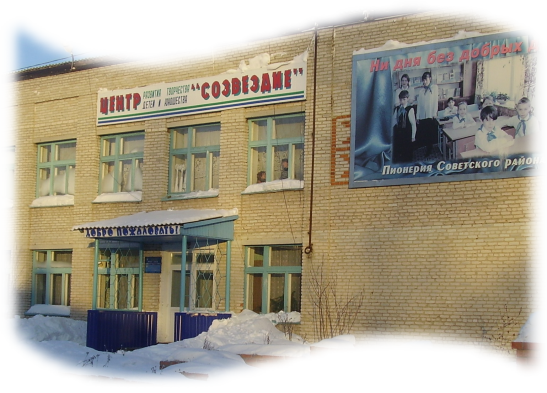 ЦЕНТР РАЗВИТИЯ ТВОРЧЕСТВА ДЕТЕЙ И ЮНОШЕСТВА "СОЗВЕЗДИЕ"
Ни дня без добрых
Пионерия Советского район
ДОБРО ПОЖАЛОВАТЬ!